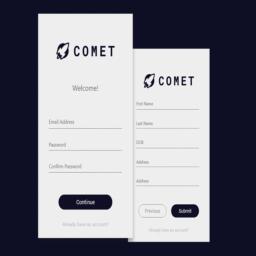 COMET
Welcome!
Email Address
Password
Confirm Password
Continue
Already have an account?
COMET
First Name
Last Name
DOB
Address
Address
Previous
Submit
Already have an account?